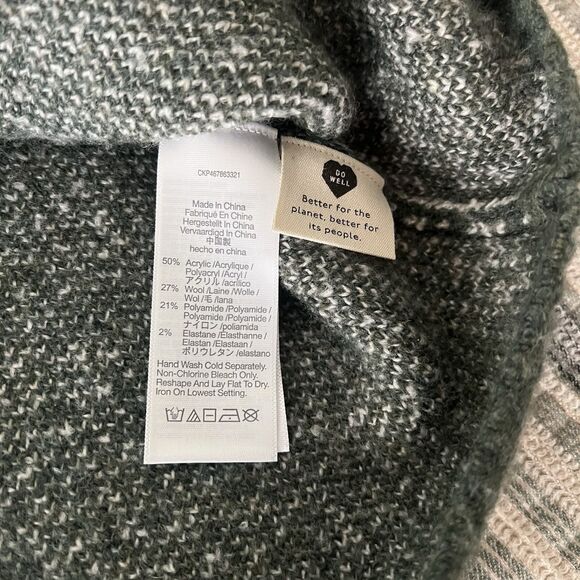 CKP467863321
Made In China
Fabriqué En Chine
Hergestellt In China
Vervaardigd In China
中国製
hecho en china
50% Acrylic /Acrylique /
Polyacryl /Acryl /
アクリル /acrílico
27% Wool /Laine /Wolle /
Wol /毛 /lana
21% Polyamide /Polyamide /
Polyamide /Polyamide /
ナイロン /poliamida
2% Elastane /Elasthanne /
Elastan /Elastaan /
ポリウレタン /elastano
Hand Wash Cold Separately.
Non-Chlorine Bleach Only.
Reshape And Lay Flat To Dry.
Iron On Lowest Setting.
DO
WELL
Better for the
planet, better for
its people.